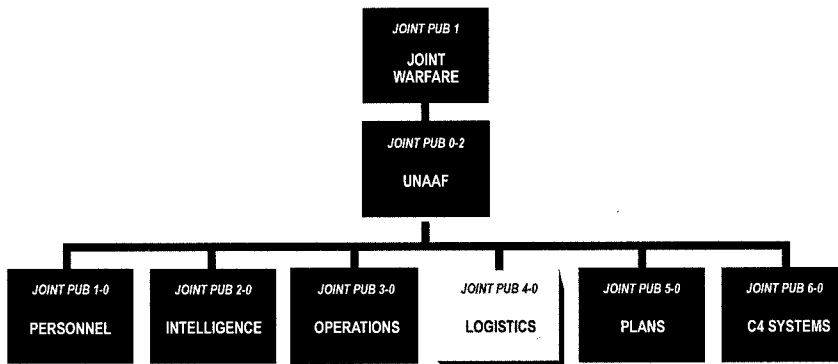 JOINT PUB 1
JOINT
WARFARE
JOINT PUB 0-2
UNAAF
JOINT PUB 1-0
PERSONNEL
JOINT PUB 2-0
INTELLIGENCE
JOINT PUB 3-0
OPERATIONS
JOINT PUB 4-0
LOGISTICS
JOINT PUB 5-0
PLANS
JOINT PUB 6-0
C4 SYSTEMS